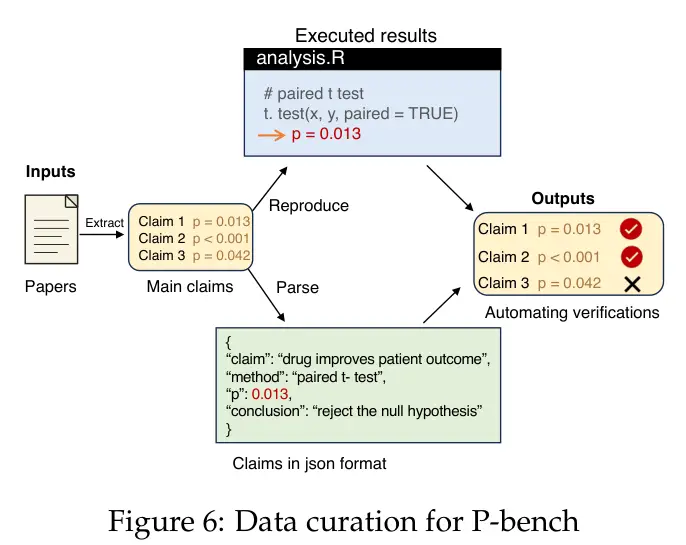 Executed results
analysis.R
# paired t test
t. test(x, y, paired = TRUE)
p = 0.013
Inputs
Extract
Papers
Claim 1 p = 0.013
Claim 2 p < 0.001
Claim 3 p = 0.042
Main claims
Reproduce
Parse
{
“claim”: “drug improves patient outcome”,
“method”: “paired t- test”,
“p”: 0.013,
“conclusion”: “reject the null hypothesis”
}
Claims in json format
Outputs
Claim 1 p = 0.013
Claim 2 p < 0.001
Claim 3 p = 0.042
Automating verifications
Figure 6: Data curation for P-bench